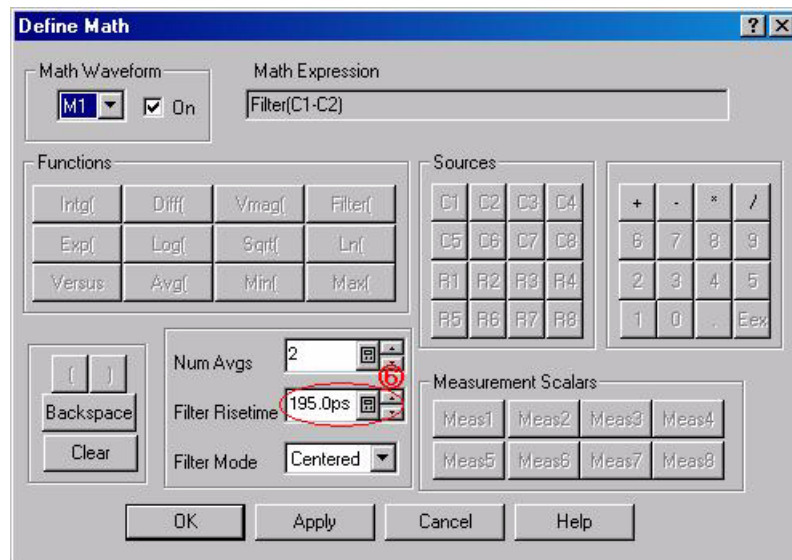 Define Math
Math Waveform
Math Expression
M1
On
Filter(C1-C2)
Functions
Intg( Diff( Vmag( Filter(
Exp( Log( Sqrt( Ln(
Versus Avg( Min( Max(
Sources
C1 C2 C3 C4
C5 C6 C7 C8
R1 R2 R3 R4
R5 R6 R7 R8
+ - * /
6 7 8 9
2 3 4 5
1 0 . Eex
( )
Backspace
Clear
Num Avgs 2
⑥
Filter Risetime 195.0ps
Filter Mode Centered
Measurement Scalars
Meas1 Meas2 Meas3 Meas4
Meas5 Meas6 Meas7 Meas8
OK Apply Cancel Help